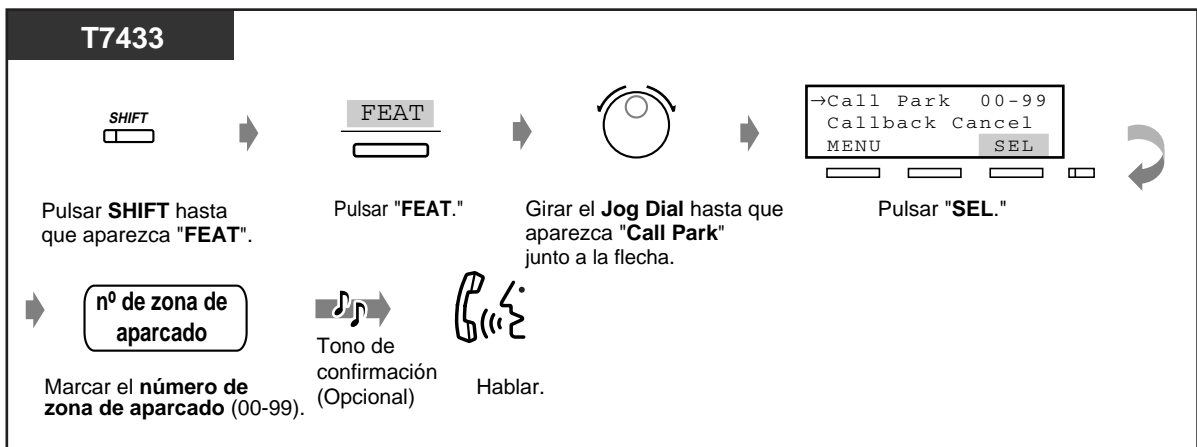 T7433
SHIFT
FEAT
→Call Park 00-99
Callback Cancel
MENU SEL
Pulsar SHIFT hasta
que aparezca "FEAT".
Pulsar "FEAT."
Girar el Jog Dial hasta que
aparezca "Call Park"
junto a la flecha.
Pulsar "SEL."
nº de zona de
aparcado
Marcar el número de
zona de aparcado (00-99).
Tono de
confirmación
(Opcional)
Hablar.